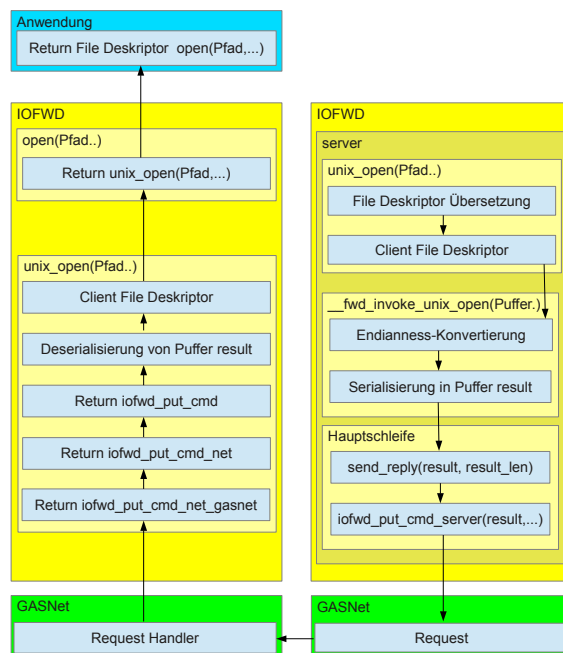 Anwendung
Return File Deskriptor open(Pfad,...)
IOFWD
open(Pfad..)
Return unix_open(Pfad,...)
unix_open(Pfad..)
Client File Deskriptor
Deserialisierung von Puffer result
Return iofwd_put_cmd
Return iofwd_put_cmd_net
Return iofwd_put_cmd_net_gasnet
GASNet
Request Handler
IOFWD
server
unix_open(Pfad..)
File Deskriptor Übersetzung
Client File Deskriptor
__fwd_invoke_unix_open(Puffer.)
Endianness-Konvertierung
Serialisierung in Puffer result
Hauptschleife
send_reply(result, result_len)
iofwd_put_cmd_server(result,...)
GASNet
Request